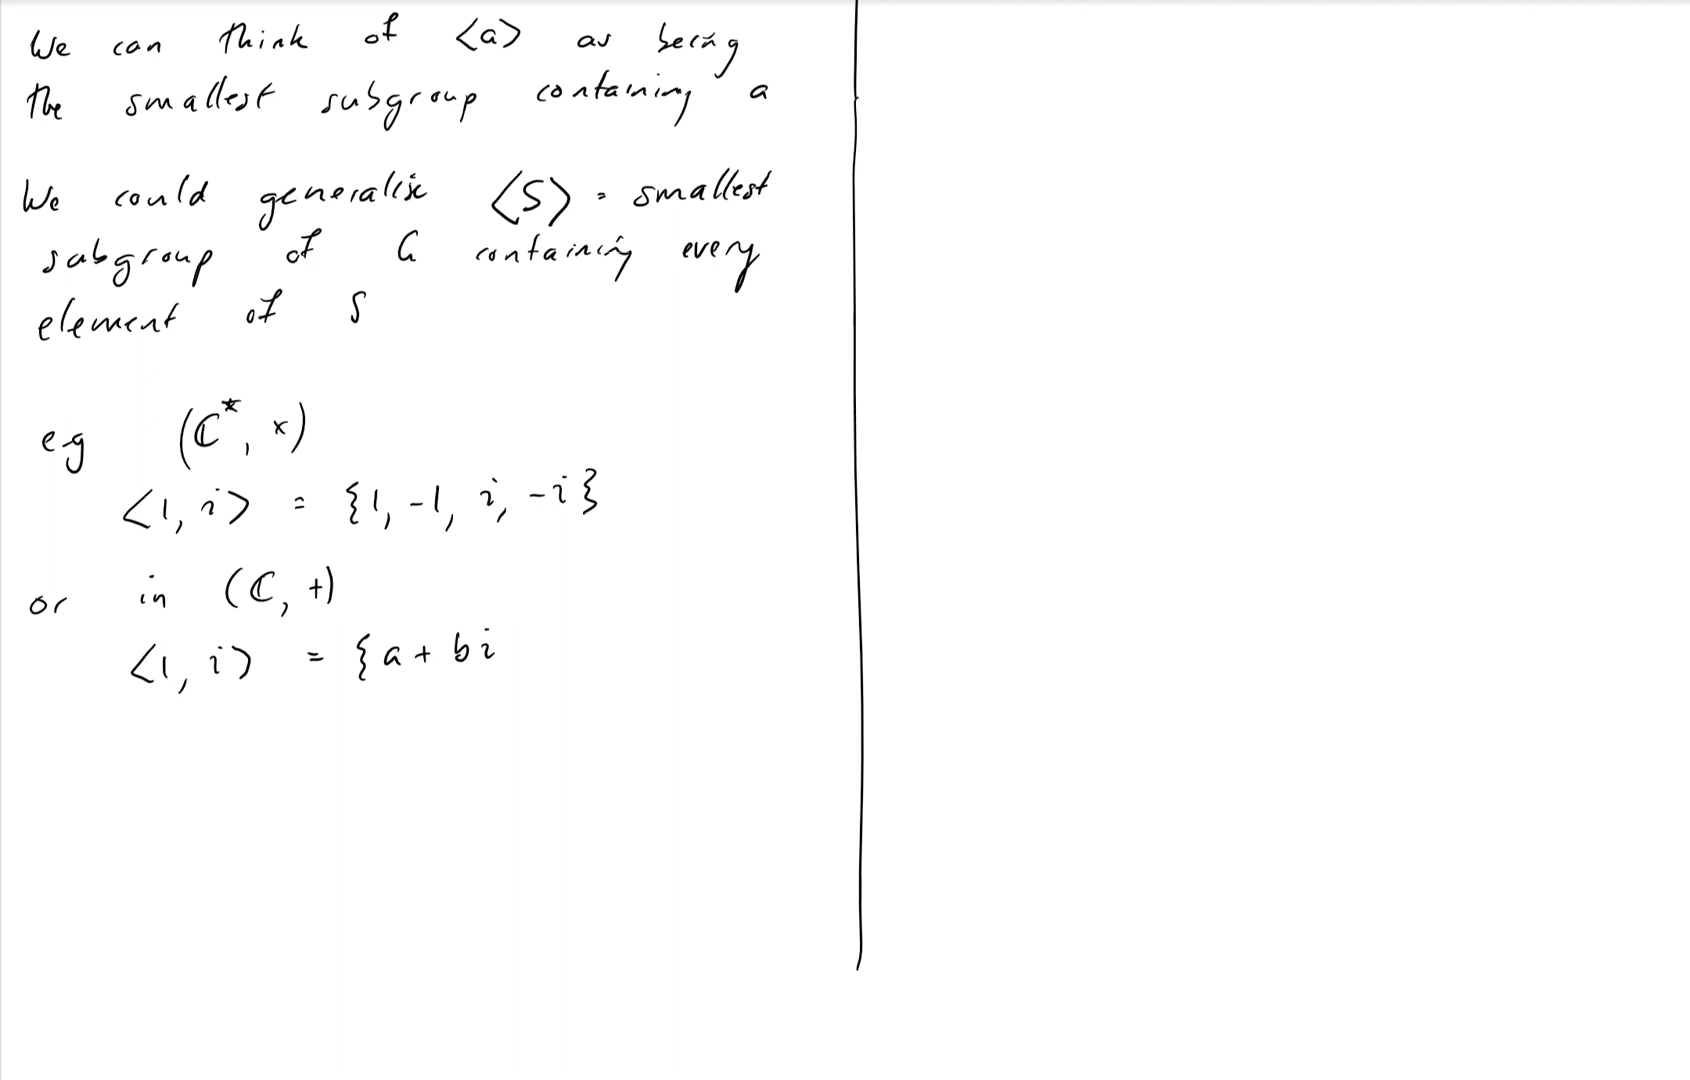 We can think of <a> as being
the smallest subgroup containing a
We could generalise <S> = smallest
subgroup of G containing every
element of S
eg (ℂ*, ×)
<1, i> = {1, -1, i, -i}
or in (ℂ, +)
<1, i> = {a + bi